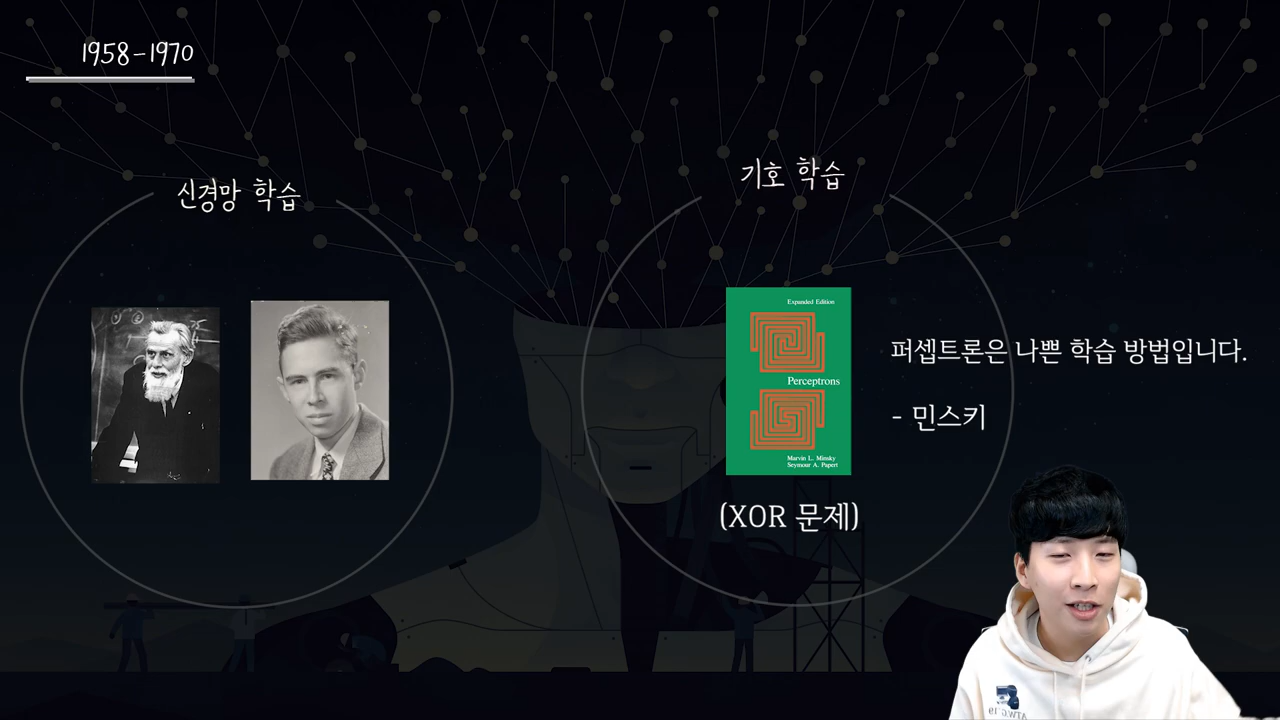 1958-1970
신경망 학습
기호 학습
Expanded Edition
Perceptrons
Marvin L. Minsky
Seymour A. Papert
(XOR 문제)
퍼셉트론은 나쁜 학습 방법입니다.
- 민스키